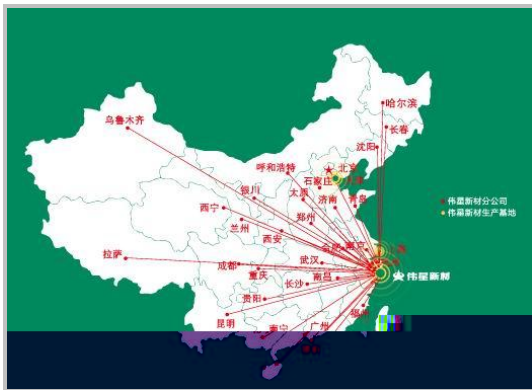 哈尔滨
乌鲁木齐
长春
沈阳
呼和浩特
北京
石家庄
银川
太原
济南
青岛
西宁
兰州
郑州
西安
伟星新材分公司
伟星新材生产基地
拉萨
成都
武汉
重庆
南昌
长沙
伟星新材
贵阳
福州
昆明
南宁
广州